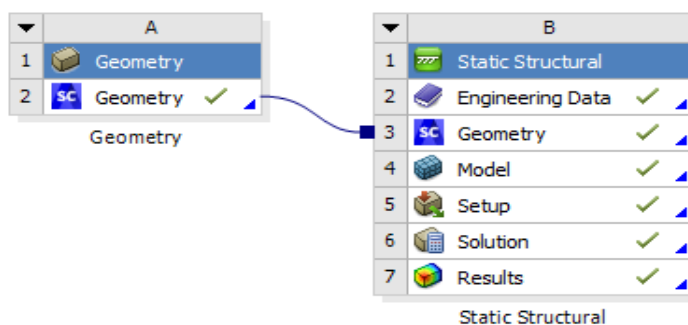 A
1 Geometry
2 SC Geometry
Geometry
B
1 Static Structural
2 Engineering Data
3 SC Geometry
4 Model
5 Setup
6 Solution
7 Results
Static Structural